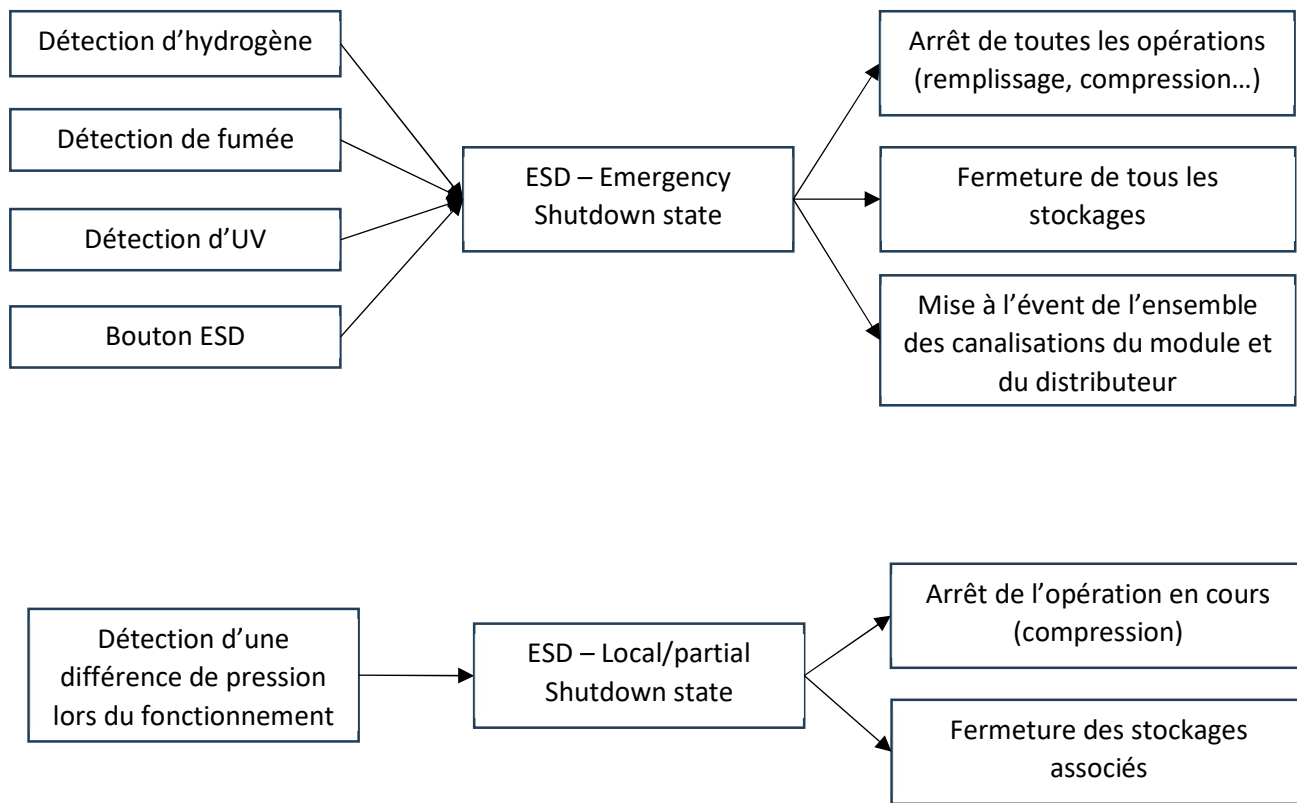 Détection d’hydrogène
Détection de fumée
Détection d’UV
Bouton ESD
ESD – Emergency
Shutdown state
Arrêt de toutes les opérations
(remplissage, compression…)
Fermeture de tous les
stockages
Mise à l’évent de l’ensemble
des canalisations du module et
du distributeur
Détection d’une
différence de pression
lors du fonctionnement
ESD – Local/partial
Shutdown state
Arrêt de l’opération en cours
(compression)
Fermeture des stockages
associés